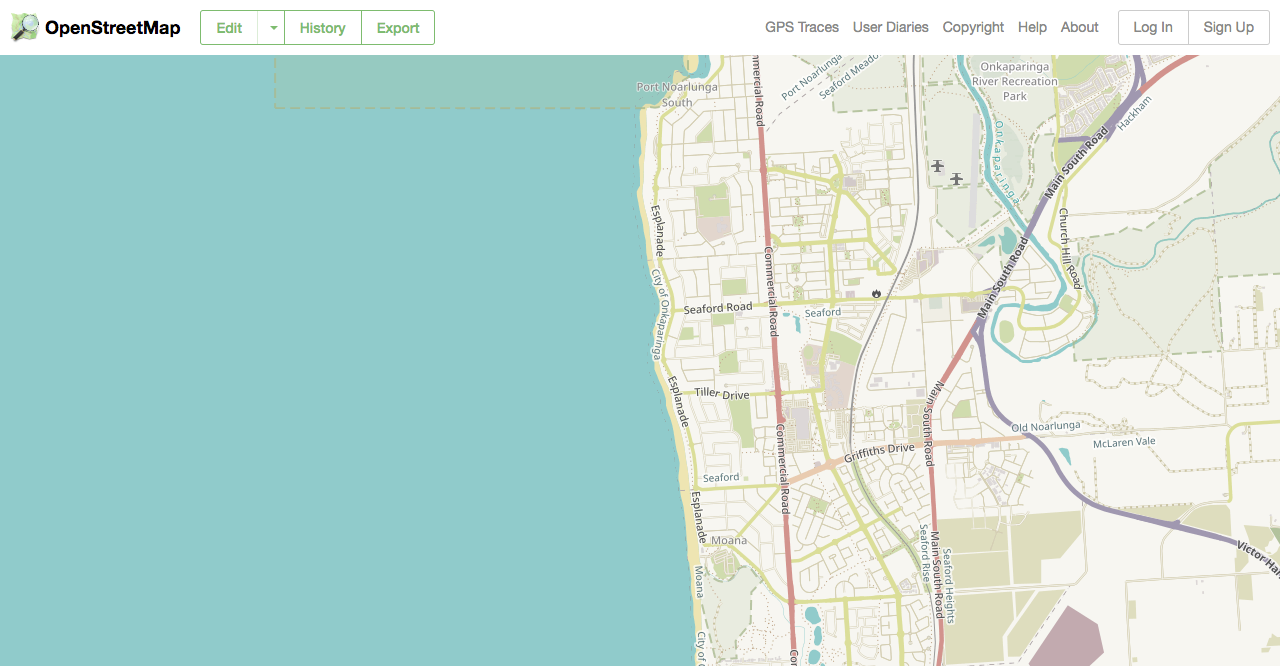 OpenStreetMap
Edit
History
Export
GPS Traces
User Diaries
Copyright
Help
About
Log In
Sign Up
Port Noarlunga
South
Commercial Road
Port Noarlunga
Seaford Meado
Onkaparinga
River Recreation
Park
Onkaparinga
Hackham
Main South Road
Church Hill Road
Main South Road
Esplanade
City of Onkaparinga
Commercial Road
Seaford Road
Seaford
Esplanade
Tiller Drive
Main South Road
Old Noarlunga
McLaren Vale
Griffiths Drive
Commercial Road
Seaford
Esplanade
Moana
Moana
City of O
Seaford Rise
Main South Road
Seaford Heights
Victor Har
Com